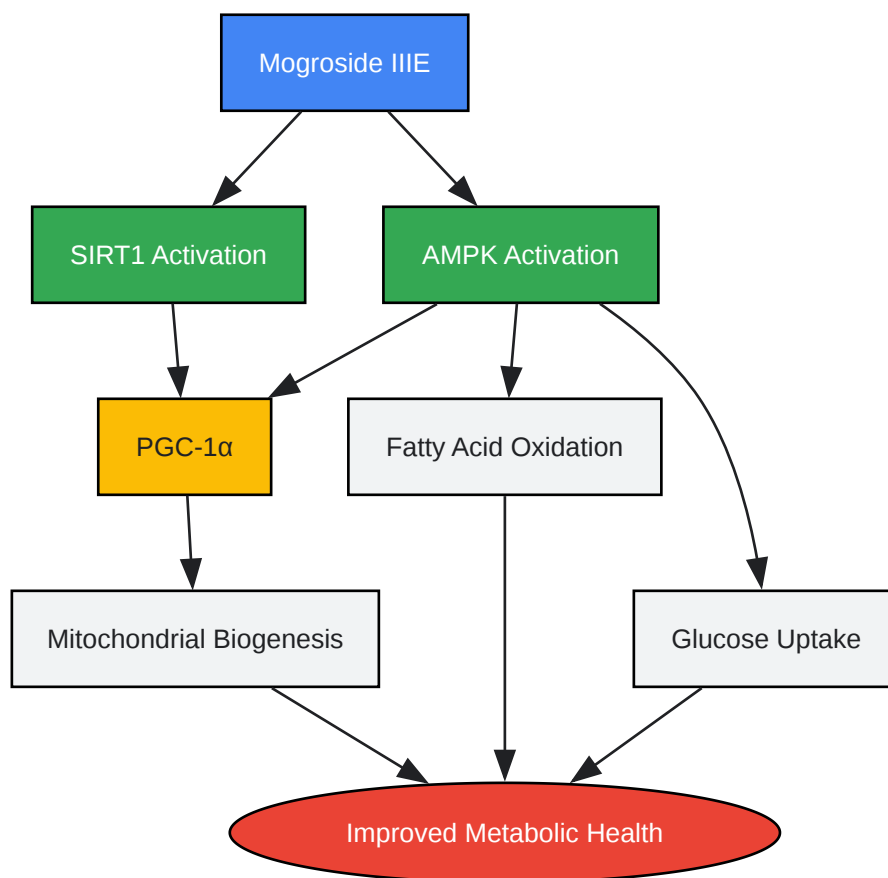 Mogroside IIIE
SIRT1 Activation
AMPK Activation
PGC-1α
Fatty Acid Oxidation
Mitochondrial Biogenesis
Glucose Uptake
Improved Metabolic Health